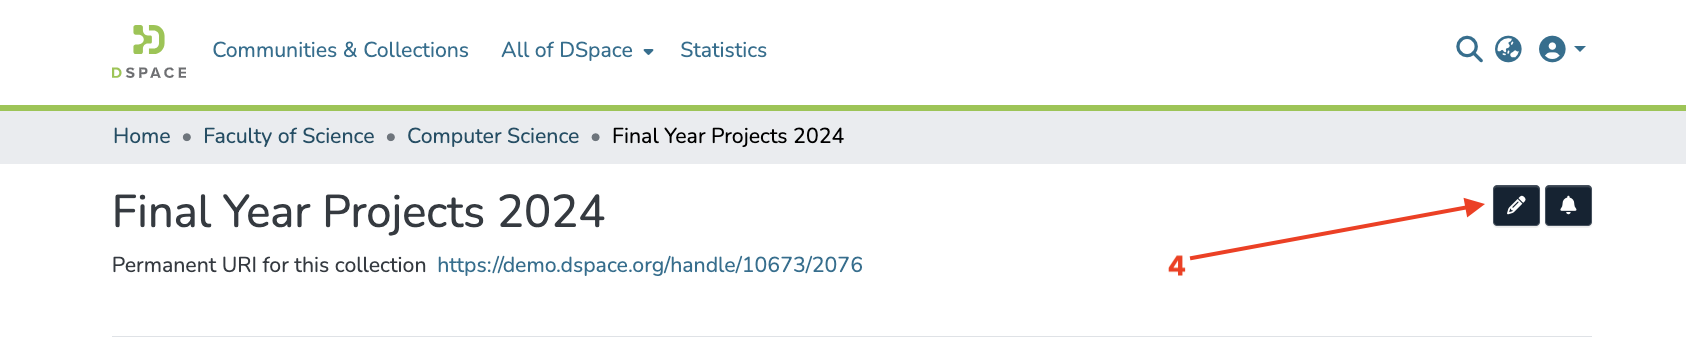 DSPACE
Communities & Collections All of DSpace Statistics
Home • Faculty of Science • Computer Science • Final Year Projects 2024
Final Year Projects 2024
Permanent URI for this collection https://demo.dspace.org/handle/10673/2076
4